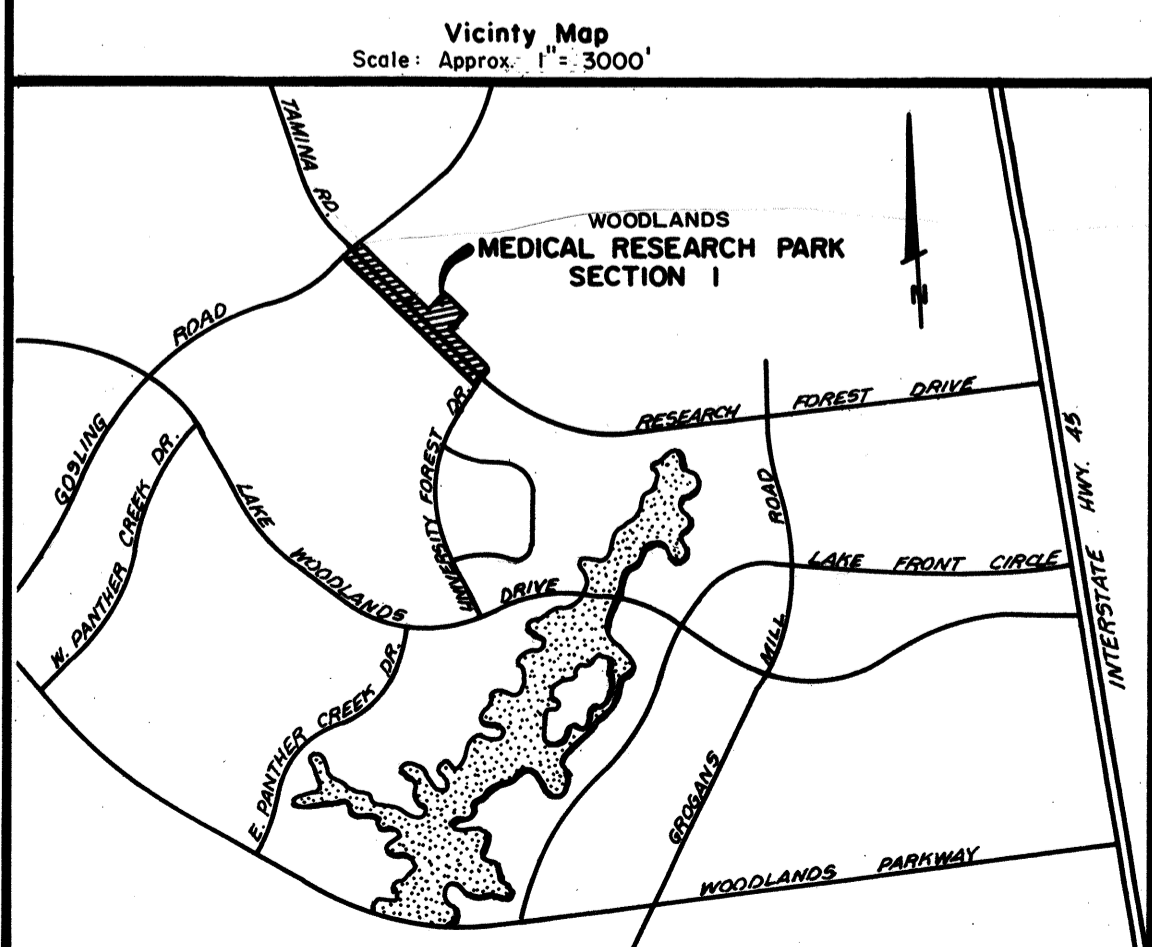 Vicinty Map
Scale: Approx. 1"= 3000'
TAMINA RD.
WOODLANDS
MEDICAL RESEARCH PARK
SECTION I
N
GOSLING ROAD
UNIVERSITY FOREST DR.
RESEARCH FOREST DRIVE
W. PANTHER CREEK DR.
LAKE WOODLANDS DRIVE
INTERSTATE HWY. 45
LAKE FRONT CIRCLE
GROGANS MILL ROAD
E. PANTHER CREEK DR.
WOODLANDS PARKWAY